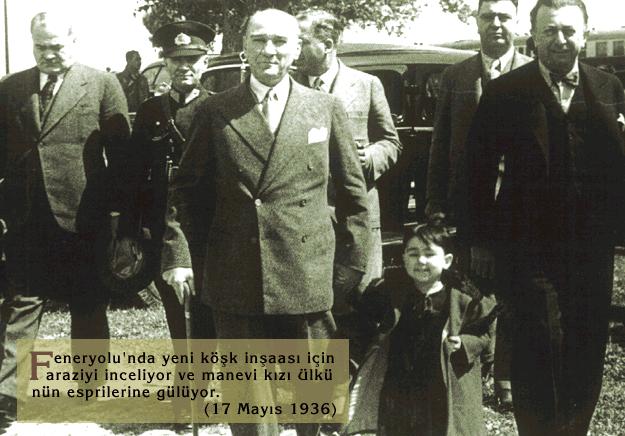 Feneryolu'nda yeni köşk inşaası için
araziyi inceliyor ve manevi kızı ülkü
nün esprilerine gülüyor.
(17 Mayıs 1936)